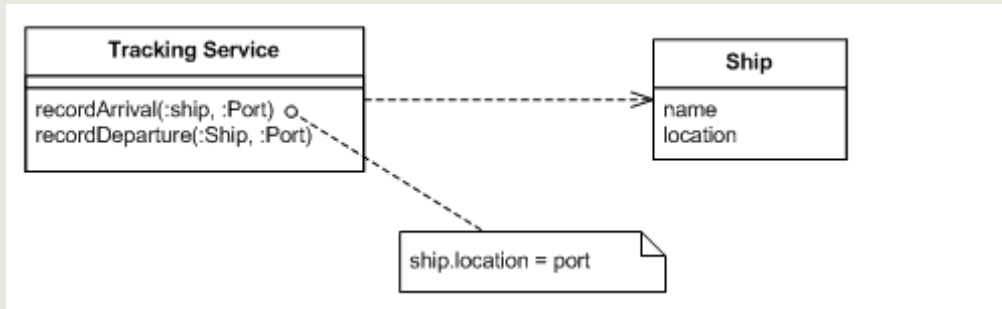 Tracking Service
recordArrival(:ship, :Port)
recordDeparture(:Ship, :Port)
Ship
name
location
ship.location = port